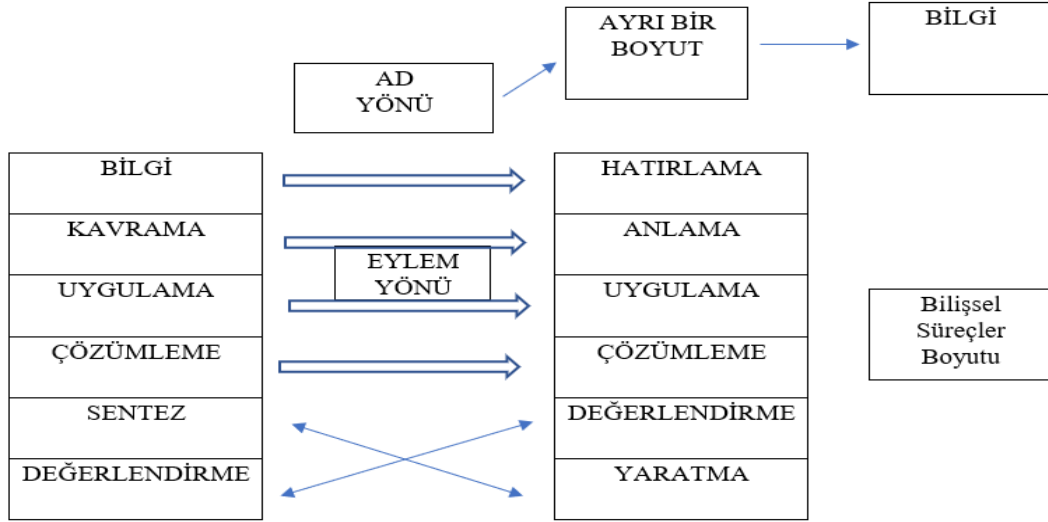 AYRI BİR
BOYUT
BİLGİ
AD
YÖNÜ
BİLGİ
HATIRLAMA
KAVRAMA
ANLAMA
EYLEM
YÖNÜ
UYGULAMA
UYGULAMA
Bilişsel
Süreçler
Boyutu
ÇÖZÜMLEME
ÇÖZÜMLEME
SENTEZ
DEĞERLENDİRME
DEĞERLENDİRME
YARATMA